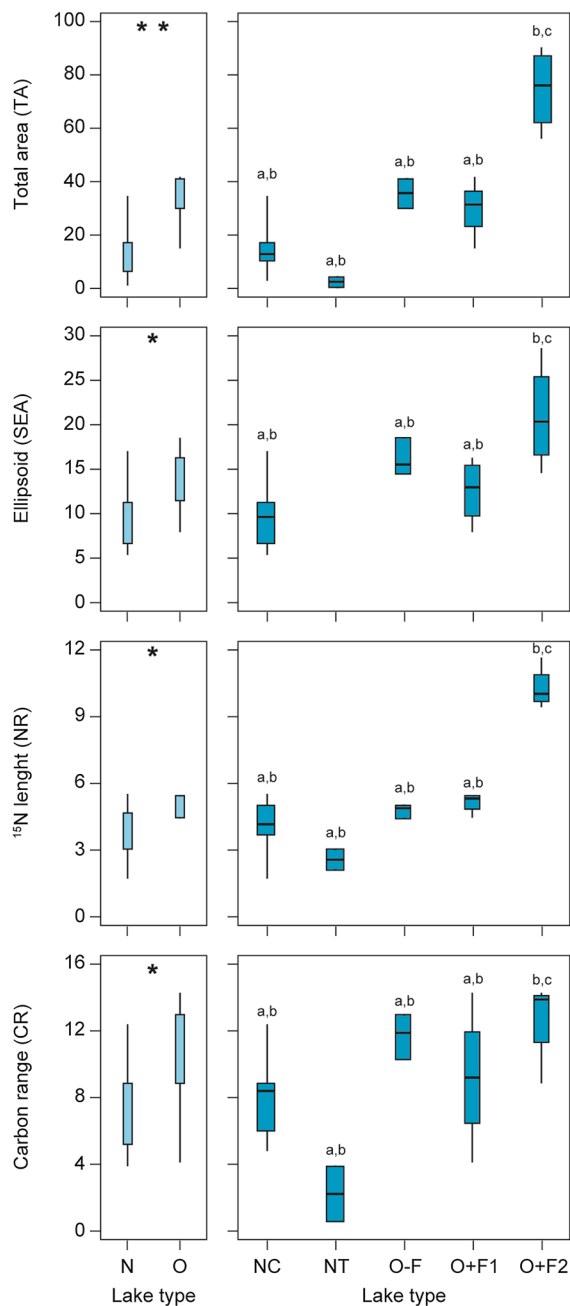 Total area (TA)
100
80
60
40
20
0
* *
a,b
a,b
a,b
a,b
b,c
Ellipsoid (SEA)
30
25
20
15
10
5
0
*
a,b
a,b
a,b
b,c
¹⁵N lenght (NR)
12
9
6
3
0
*
a,b
a,b
a,b
a,b
b,c
Carbon range (CR)
16
12
8
4
0
*
a,b
a,b
a,b
a,b
b,c
N O NC NT O-F O+F1 O+F2
Lake type Lake type